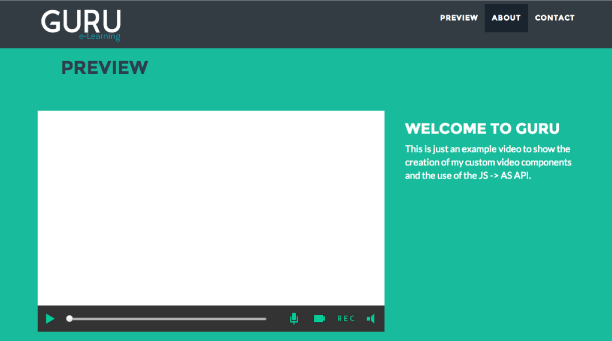 GURU
e-Learning
PREVIEW ABOUT CONTACT
PREVIEW
WELCOME TO GURU
This is just an example video to show the
creation of my custom video components
and the use of the JS -> AS API.
REC